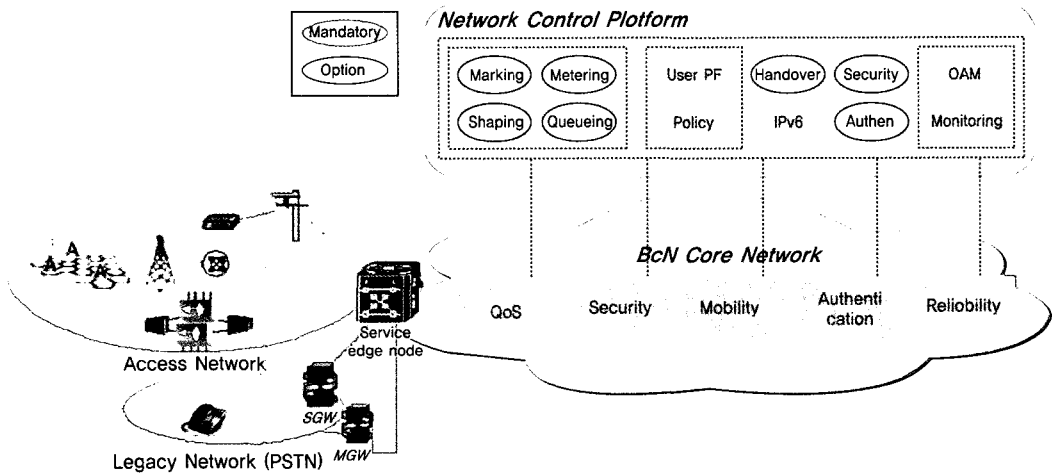 Network Control Plotform
Mandatory
Option
Marking Metering User PF Handover Security OAM
Shaping Queueing Policy IPv6 Authen Monitoring
BcN Core Network
QoS Security Mobility Authenti
cation Reliobility
Service
edge node
Access Network
SGW
MGW
Legacy Network (PSTN)